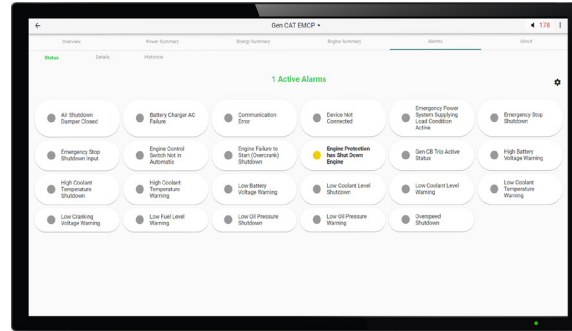 Gen CAT EMCP
178
Overview
Power Summary
Energy Summary
Engine Summary
Alarms
About
Status
Details
Historical
1 Active Alarms
Air Shutdown
Damper Closed
Battery Charger AC
Failure
Communication
Error
Device Not
Connected
Emergency Power
System Supplying
Load Condition
Active
Emergency Stop
Shutdown
Emergency Stop
Shutdown Input
Engine Control
Switch Not in
Automatic
Engine Failure to
Start (Overcrank)
Shutdown
Engine Protection
has Shut Down
Engine
Gen CB Trip Active
Status
High Battery
Voltage Warning
High Coolant
Temperature
Shutdown
High Coolant
Temperature
Warning
Low Battery
Voltage Warning
Low Coolant Level
Shutdown
Low Coolant Level
Warning
Low Coolant
Temperature
Warning
Low Cranking
Voltage Warning
Low Fuel Level
Warning
Low Oil Pressure
Shutdown
Low Oil Pressure
Warning
Overspeed
Shutdown